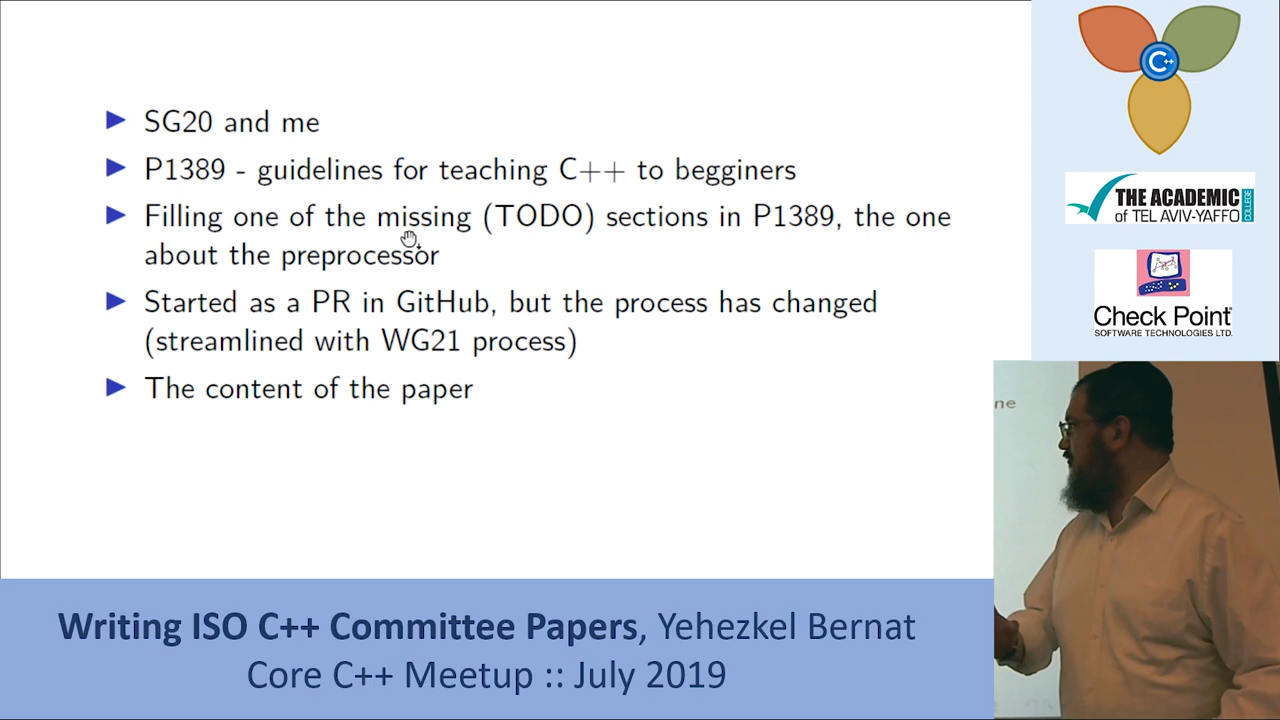 SG20 and me
P1389 - guidelines for teaching C++ to begginers
Filling one of the missing (TODO) sections in P1389, the one
about the preprocessor
Started as a PR in GitHub, but the process has changed
(streamlined with WG21 process)
The content of the paper
C++
THE ACADEMIC
of TEL AVIV-YAFFO
COLLEGE
Check Point
SOFTWARE TECHNOLOGIES LTD.
ne
Writing ISO C++ Committee Papers, Yehezkel Bernat
Core C++ Meetup :: July 2019